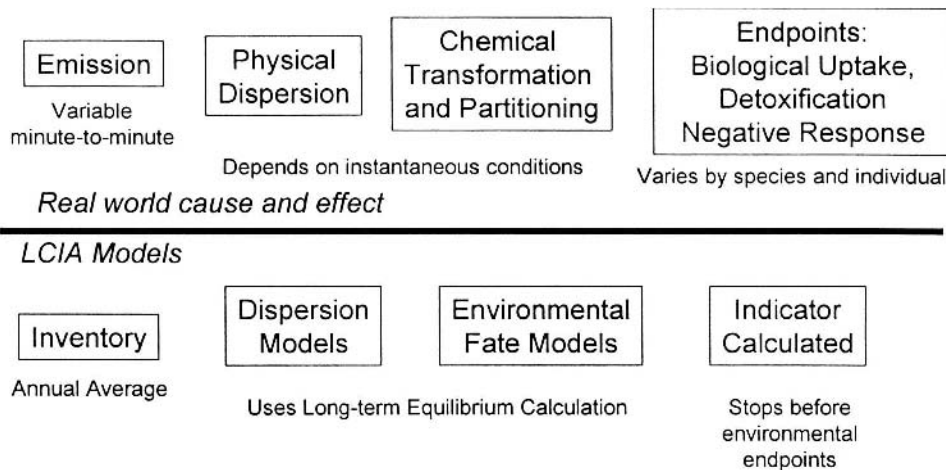 Emission
Variable
minute-to-minute
Physical
Dispersion
Chemical
Transformation
and Partitioning
Depends on instantaneous conditions
Endpoints:
Biological Uptake,
Detoxification
Negative Response
Varies by species and individual
Real world cause and effect
LCIA Models
Inventory
Annual Average
Dispersion
Models
Environmental
Fate Models
Uses Long-term Equilibrium Calculation
Indicator
Calculated
Stops before
environmental
endpoints